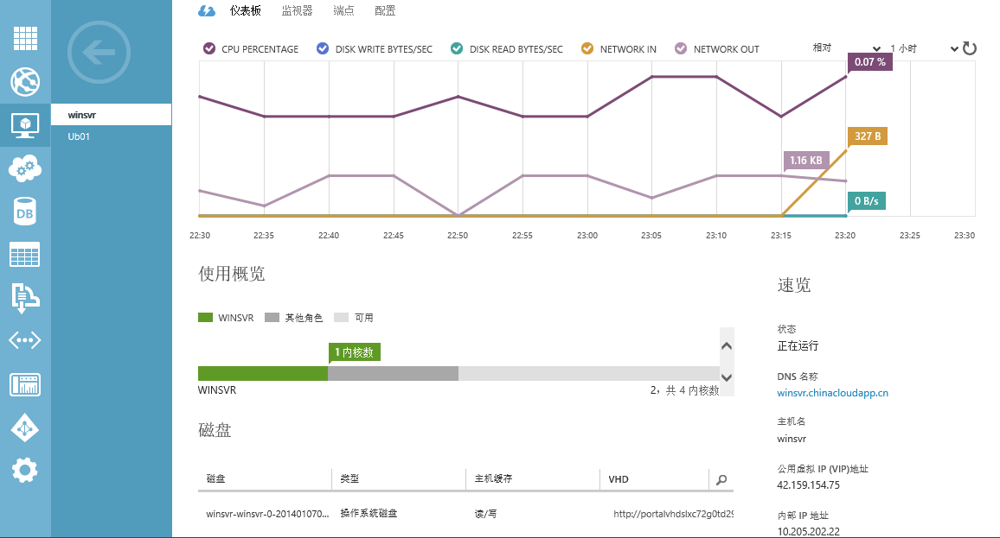 仪表板 监视器 端点 配置
CPU PERCENTAGE DISK WRITE BYTES/SEC DISK READ BYTES/SEC NETWORK IN NETWORK OUT 相对 1 小时
0.07 %
winsvr
Ub01
327 B
1.16 KB
0 B/s
DB
22:30 22:35 22:40 22:45 22:50 22:55 23:00 23:05 23:10 23:15 23:20 23:25 23:30
使用概览
WINSVR 其他角色 可用
1 内核数
WINSVR 2，共 4 内核数
磁盘
磁盘 类型 主机缓存 VHD
winsvr-winsvr-0-201401070... 操作系统磁盘 读/写 http://portalvhdslxc72g0td29
速览
状态
正在运行
DNS 名称
winsvr.chinacloudapp.cn
主机名
winsvr
公用虚拟 IP (VIP)地址
42.159.154.75
内部 IP 地址
10.205.202.22